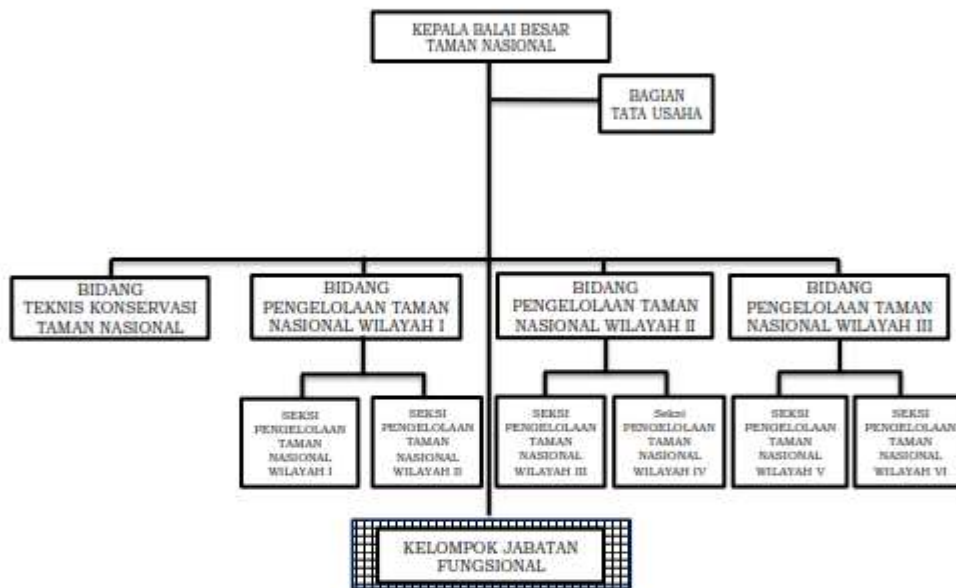 KEPALA BALAI BESAR
TAMAN NASIONAL
BAGIAN
TATA USAHA
BIDANG
TEKNIS KONSERVASI
TAMAN NASIONAL
BIDANG
PENGELOLAAN TAMAN
NASIONAL WILAYAH I
BIDANG
PENGELOLAAN TAMAN
NASIONAL WILAYAH II
BIDANG
PENGELOLAAN TAMAN
NASIONAL WILAYAH III
SEKSI
PENGELOLAAN
TAMAN
NASIONAL
WILAYAH I
SEKSI
PENGELOLAAN
TAMAN
NASIONAL
WILAYAH II
SEKSI
PENGELOLAAN
TAMAN
NASIONAL
WILAYAH III
Seksi
PENGELOLAAN
TAMAN
NASIONAL
WILAYAH IV
SEKSI
PENGELOLAAN
TAMAN
NASIONAL
WILAYAH V
SEKSI
PENGELOLAAN
TAMAN
NASIONAL
WILAYAH VI
KELOMPOK JABATAN
FUNGSIONAL